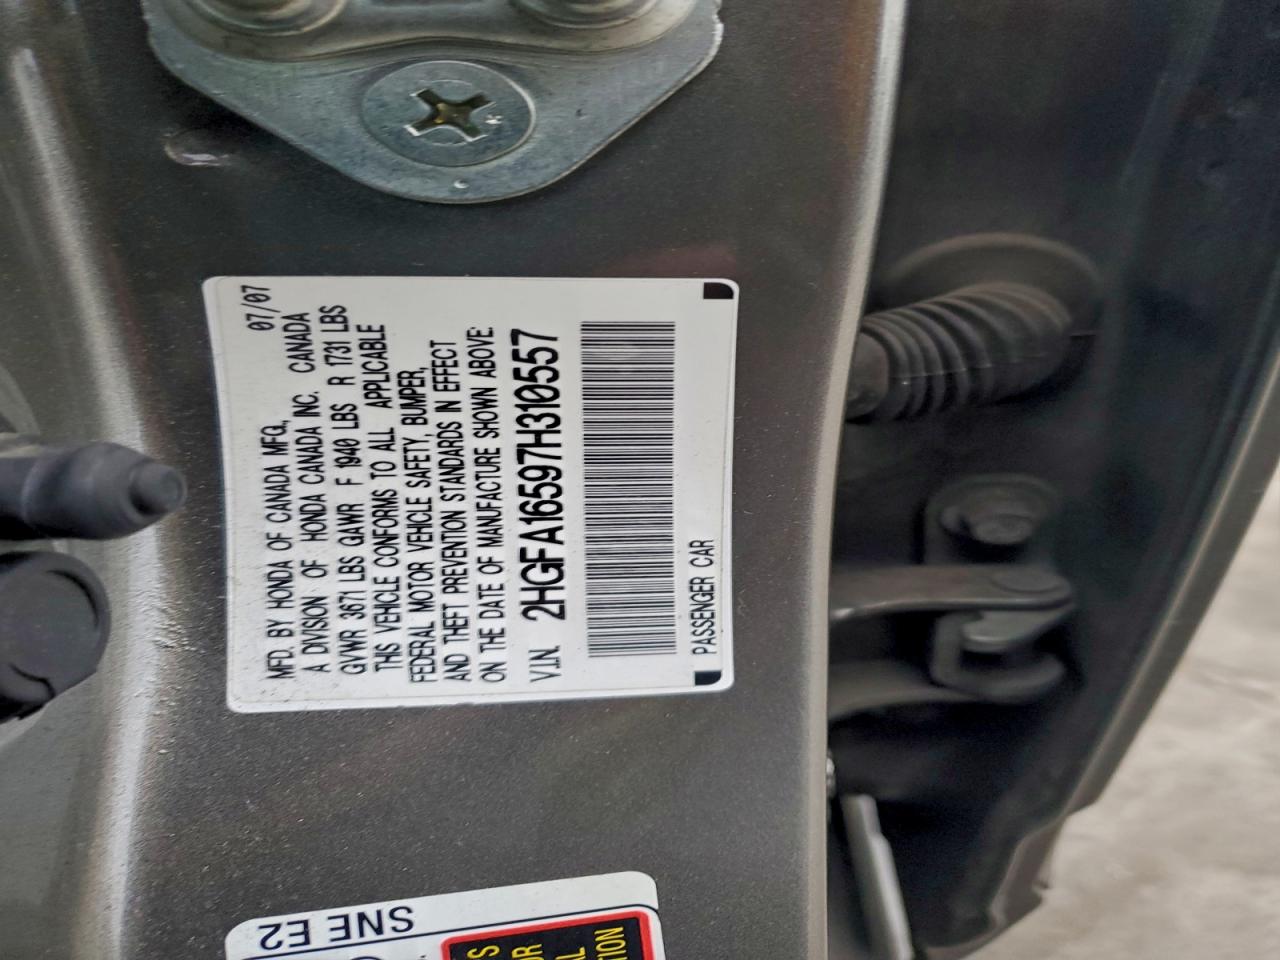 07/07
MFD. BY HONDA OF CANADA MFG.,
A DIVISION OF HONDA CANADA INC. CANADA
GVWR 3671 LBS GAWR F 1940 LBS R 1731 LBS
THIS VEHICLE CONFORMS TO ALL APPLICABLE
FEDERAL MOTOR VEHICLE SAFETY, BUMPER,
AND THEFT PREVENTION STANDARDS IN EFFECT
ON THE DATE OF MANUFACTURE SHOWN ABOVE:
V.I.N. 2HGFA16597H310557
PASSENGER CAR
SNE E2